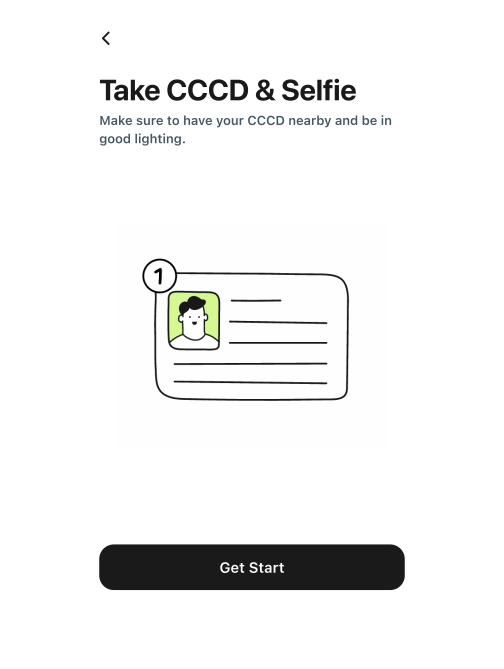 Take CCCD & Selfie
Make sure to have your CCCD nearby and be in
good lighting.
1
Get Start